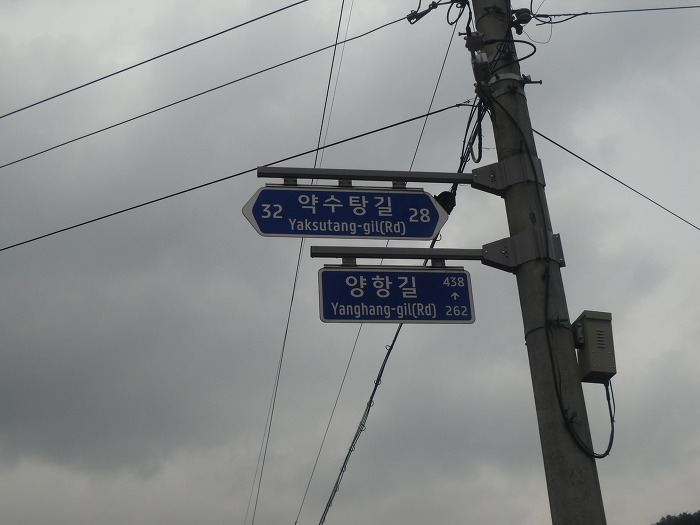 32 약수탕길 28
Yaksutang-gil(Rd)
양항길 438
↑
Yanghang-gil(Rd) 262